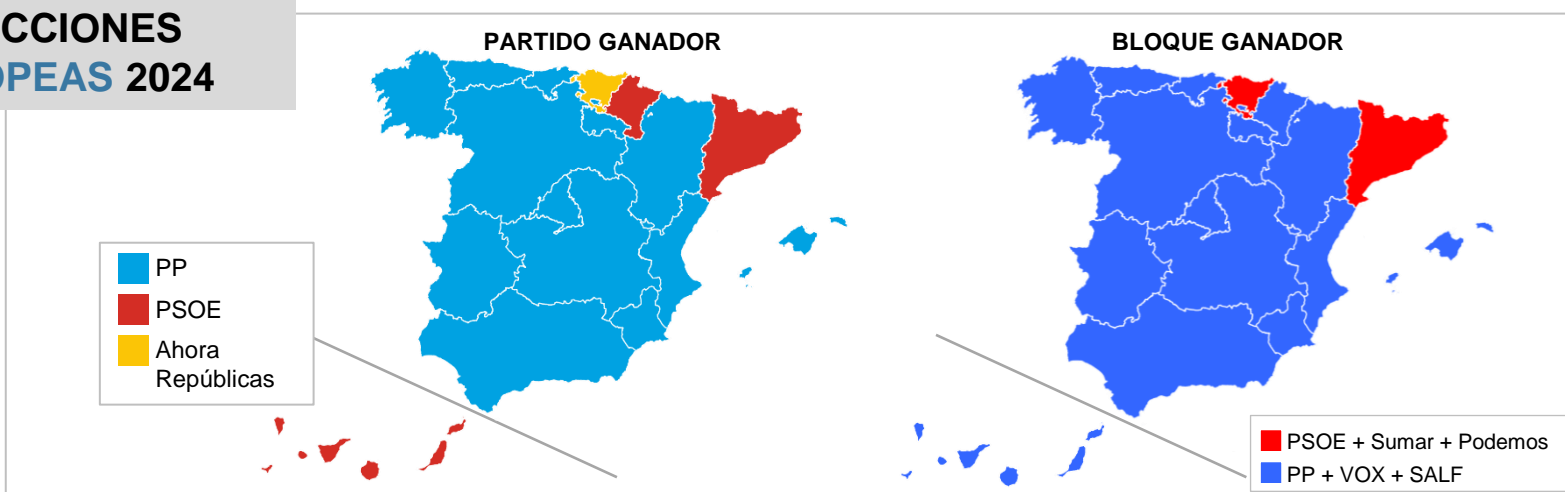 CCIONES
OPEAS 2024
PARTIDO GANADOR
BLOQUE GANADOR
PP
PSOE
Ahora
Repúblicas
PSOE + Sumar + Podemos
PP + VOX + SALF